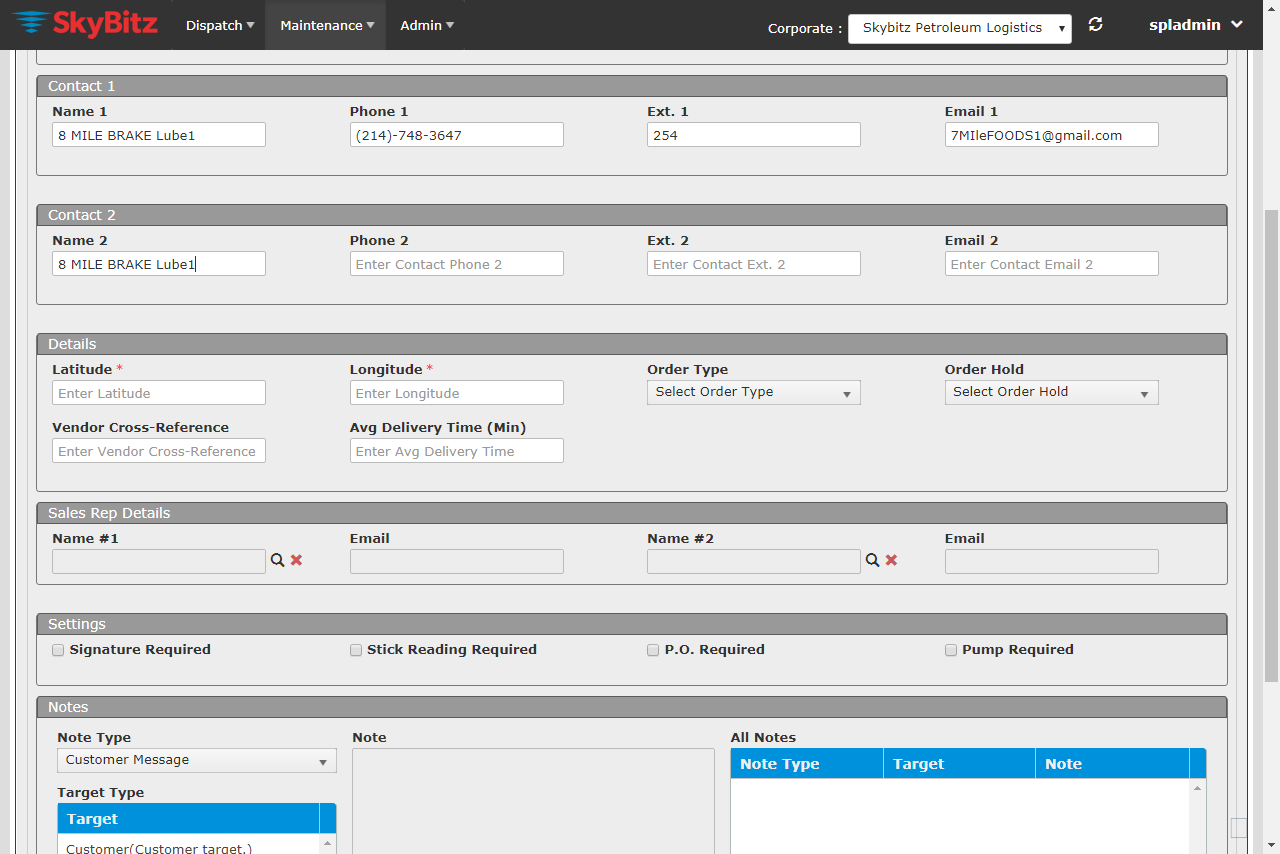 SkyBitz
Dispatch
Maintenance
Admin
Corporate :
Skybitz Petroleum Logistics
spladmin
Contact 1
Name 1
Phone 1
Ext. 1
Email 1
8 MILE BRAKE Lube1
(214)-748-3647
254
7MIleFOODS1@gmail.com
Contact 2
Name 2
Phone 2
Ext. 2
Email 2
8 MILE BRAKE Lube1
Enter Contact Phone 2
Enter Contact Ext. 2
Enter Contact Email 2
Details
Latitude *
Longitude *
Order Type
Order Hold
Enter Latitude
Enter Longitude
Select Order Type
Select Order Hold
Vendor Cross-Reference
Avg Delivery Time (Min)
Enter Vendor Cross-Reference
Enter Avg Delivery Time
Sales Rep Details
Name #1
Email
Name #2
Email
Settings
Signature Required
Stick Reading Required
P.O. Required
Pump Required
Notes
Note Type
Note
All Notes
Customer Message
Note Type
Target
Note
Target Type
Target
Customer(Customer target.)